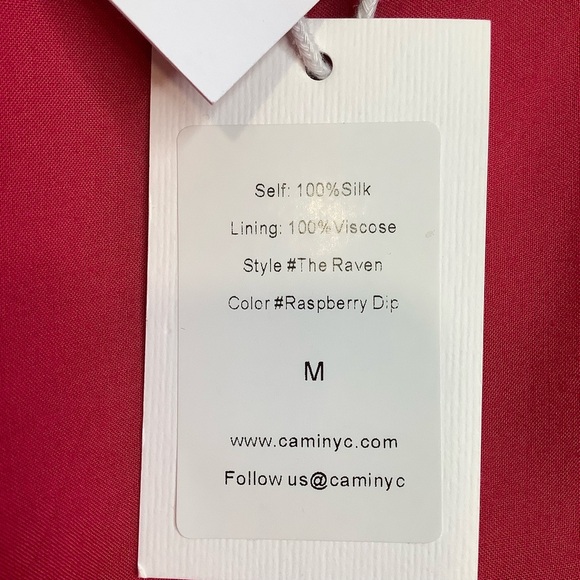 Self: 100%Silk
Lining: 100%Viscose
Style #The Raven
Color #Raspberry Dip
M
www.caminyc.com
Follow us@caminyc